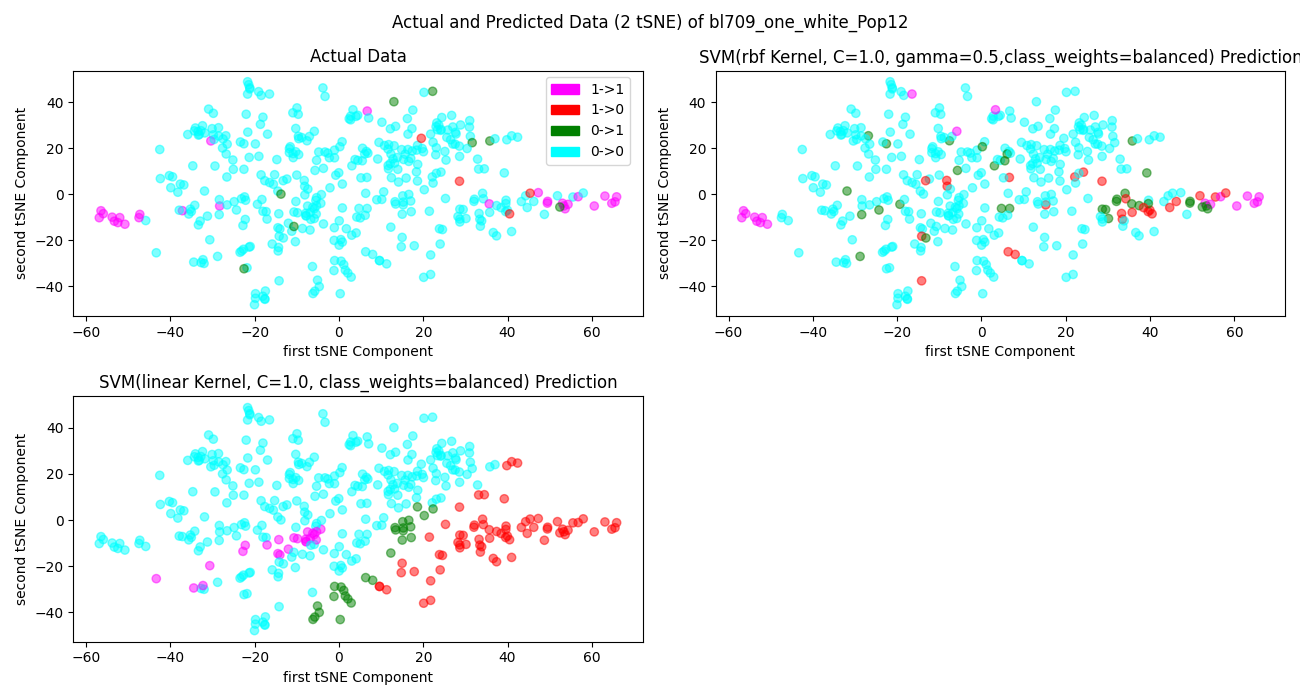 Actual and Predicted Data (2 tSNE) of bl709_one_white_Pop12
Actual Data
second tSNE Component
40
20
0
−20
−40
1->1
1->0
0->1
0->0
−60 −40 −20 0 20 40 60
first tSNE Component
SVM(rbf Kernel, C=1.0, gamma=0.5,class_weights=balanced) Prediction
second tSNE Component
40
20
0
−20
−40
−60 −40 −20 0 20 40 60
first tSNE Component
SVM(linear Kernel, C=1.0, class_weights=balanced) Prediction
second tSNE Component
40
20
0
−20
−40
−60 −40 −20 0 20 40 60
first tSNE Component